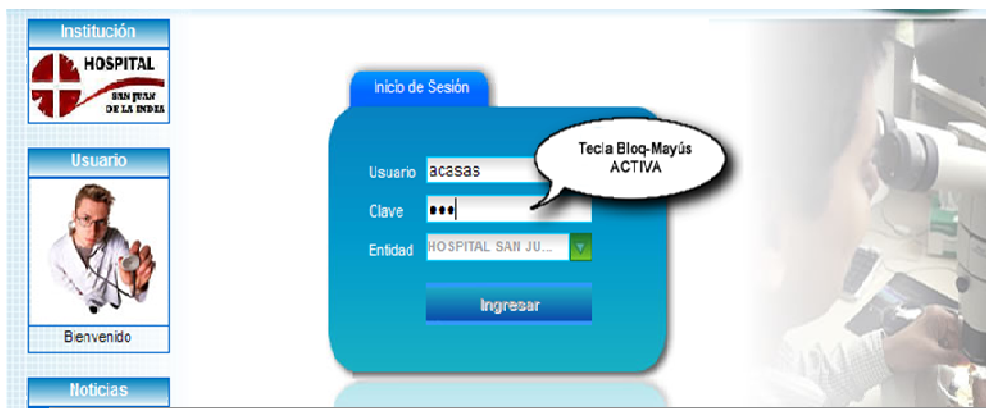 Institución
HOSPITAL
SAN JUAN
DE LA INDIA
Usuario
Bienvenido
Noticias
Inicio de Sesión
Usuario acasas
Clave
Entidad HOSPITAL SAN JU...
Ingresar
Tecla Bloq-Mayús
ACTIVA